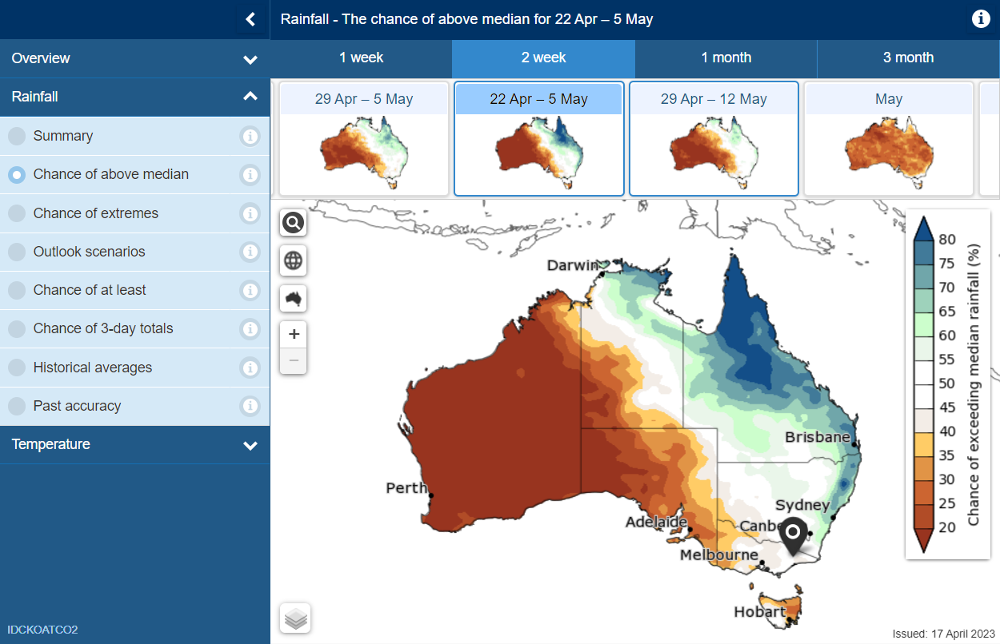 Rainfall - The chance of above median for 22 Apr – 5 May
Overview
1 week
2 week
1 month
3 month
Rainfall
29 Apr – 5 May
22 Apr – 5 May
29 Apr – 12 May
May
Summary
Chance of above median
Chance of extremes
Outlook scenarios
Chance of at least
Chance of 3-day totals
Historical averages
Past accuracy
Temperature
IDCKOATCO2
Darwin
Brisbane
Perth
Sydney
Adelaide
Canbe
Melbourne
Hobart
80
75
70
65
60
55
50
45
40
35
30
25
20
Chance of exceeding median rainfall (%)
Issued: 17 April 2023